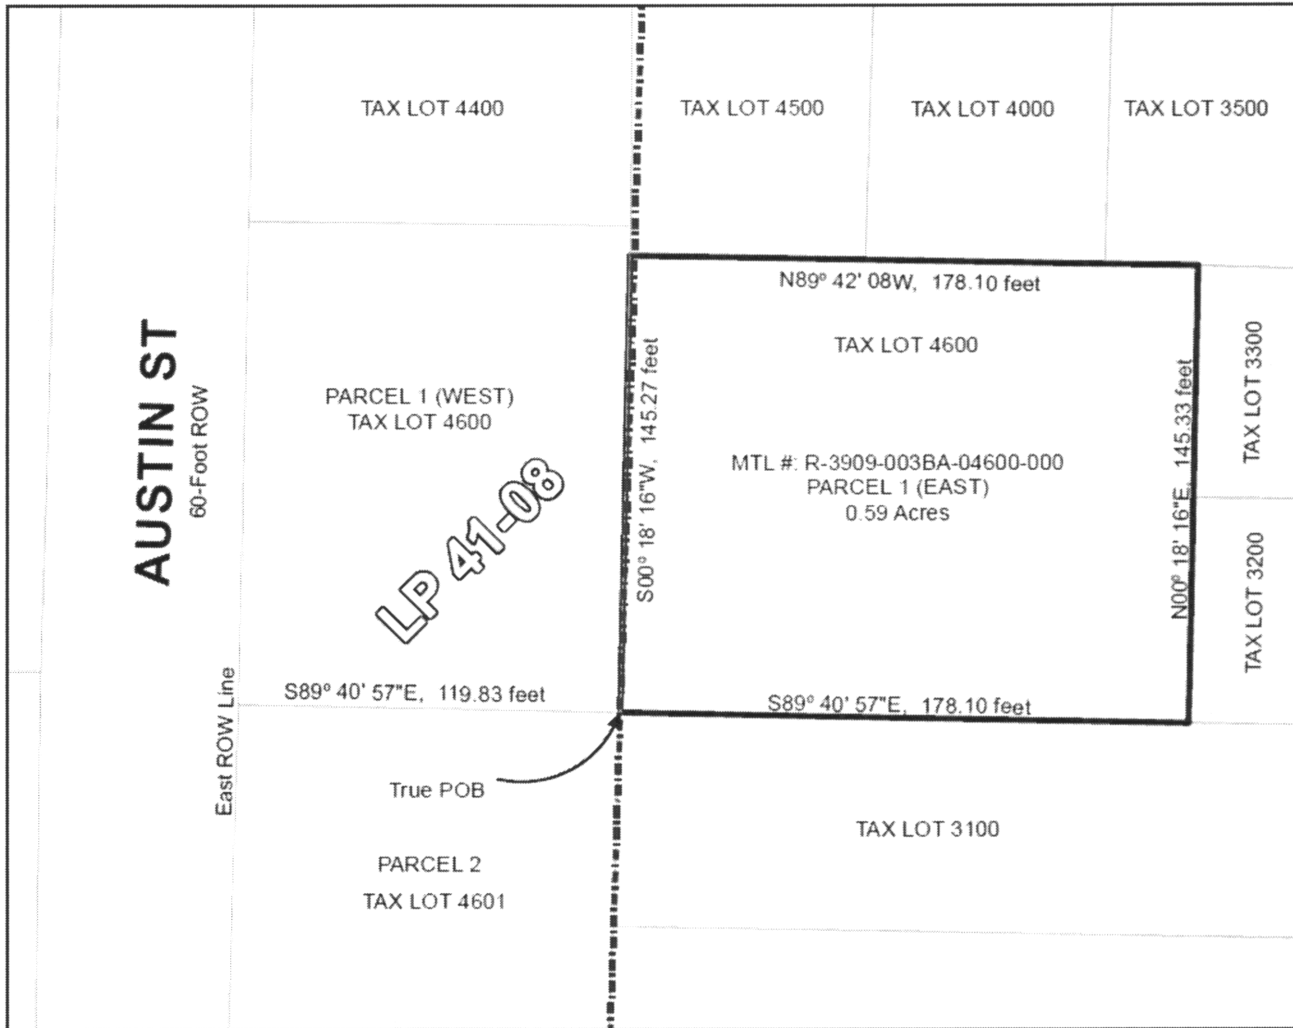 TAX LOT 4400
TAX LOT 4500
TAX LOT 4000
TAX LOT 3500
N89º 42' 08W, 178.10 feet
TAX LOT 4600
AUSTIN ST
60-Foot ROW
PARCEL 1 (WEST)
TAX LOT 4600
LP 41-08
S00º 18' 16"W, 145.27 feet
MTL #: R-3909-003BA-04600-000
PARCEL 1 (EAST)
0.59 Acres
N00º 18' 16"E, 145.33 feet
TAX LOT 3300
TAX LOT 3200
East ROW Line
S89º 40' 57"E, 119.83 feet
S89º 40' 57"E, 178.10 feet
True POB
TAX LOT 3100
PARCEL 2
TAX LOT 4601